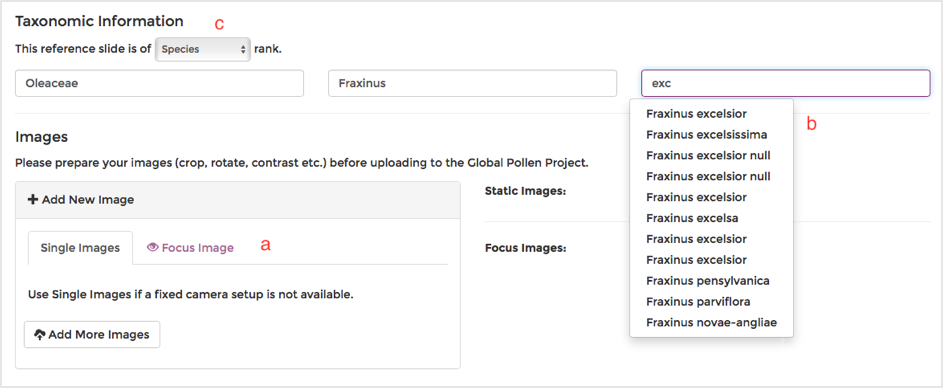 Taxonomic Information
c
This reference slide is of Species rank.
Oleaceae Fraxinus exc
Fraxinus excelsior
b
Fraxinus excelsissima
Fraxinus excelsior null
Fraxinus excelsior null
Fraxinus excelsior
Fraxinus excelsa
Fraxinus excelsior
Fraxinus excelsior
Fraxinus pensylvanica
Fraxinus parviflora
Fraxinus novae-angliae
Images
Please prepare your images (crop, rotate, contrast etc.) before uploading to the Global Pollen Project.
Add New Image
Single Images Focus Image a
Use Single Images if a fixed camera setup is not available.
Add More Images
Static Images:
Focus Images: